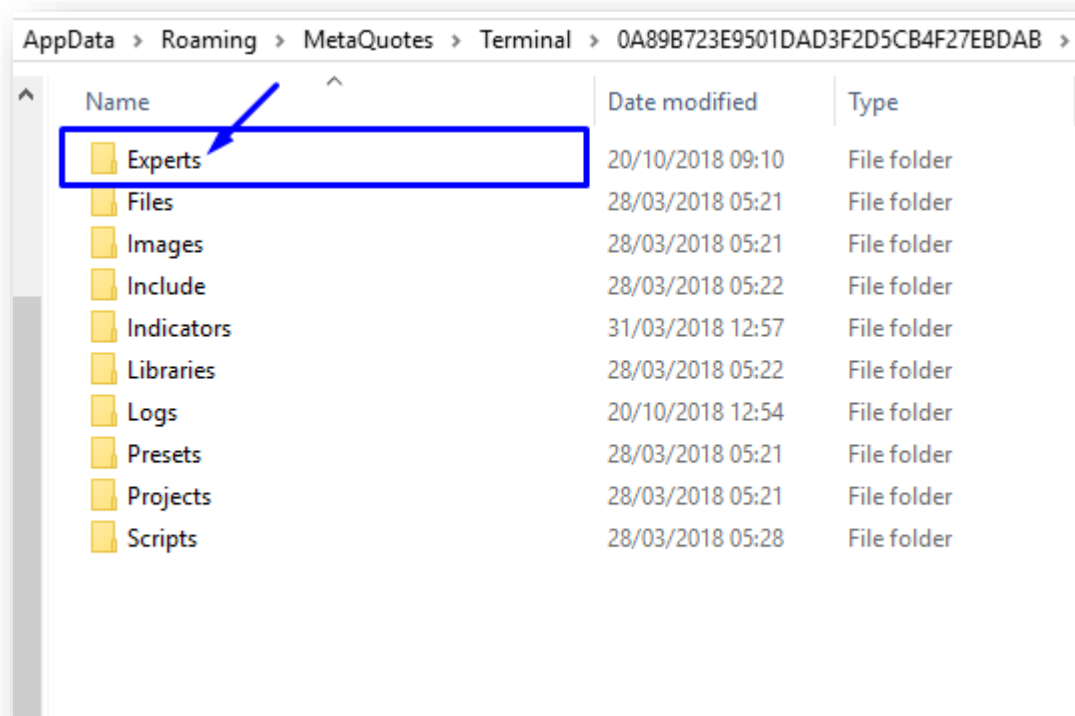 AppData > Roaming > MetaQuotes > Terminal > 0A89B723E9501DAD3F2D5CB4F27EBDAB >
Name Date modified Type
Experts 20/10/2018 09:10 File folder
Files 28/03/2018 05:21 File folder
Images 28/03/2018 05:21 File folder
Include 28/03/2018 05:22 File folder
Indicators 31/03/2018 12:57 File folder
Libraries 28/03/2018 05:22 File folder
Logs 20/10/2018 12:54 File folder
Presets 28/03/2018 05:21 File folder
Projects 28/03/2018 05:21 File folder
Scripts 28/03/2018 05:28 File folder